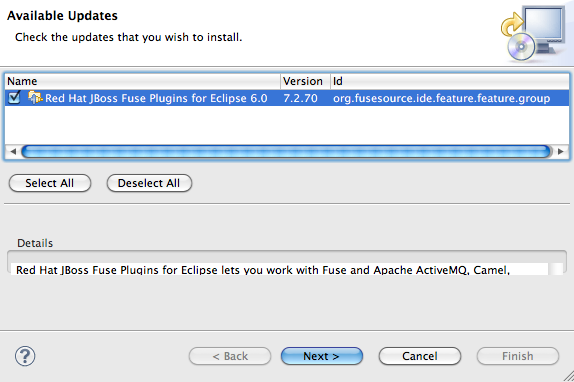 Available Updates
Check the updates that you wish to install.
Name Version Id
Red Hat JBoss Fuse Plugins for Eclipse 6.0 7.2.70 org.fusesource.ide.feature.feature.group
Select All Deselect All
Details
Red Hat JBoss Fuse Plugins for Eclipse lets you work with Fuse and Apache ActiveMQ, Camel,
? < Back Next > Cancel Finish